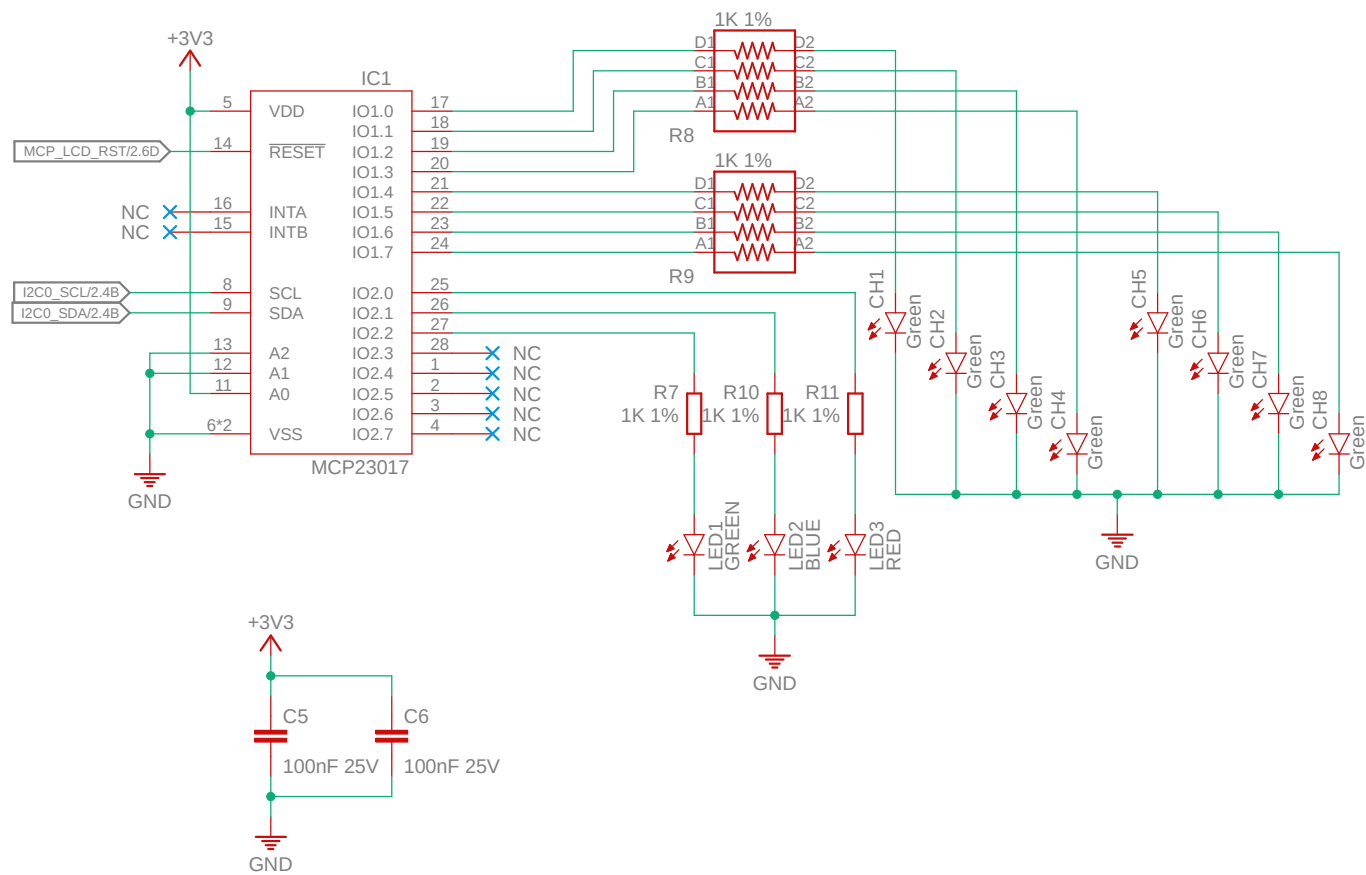 1K 1%
+3V3
D1 D2
C1 C2
B1 B2
A1 A2
R8
IC1
5 VDD IO1.0 17
IO1.1 18
MCP_LCD_RST/2.6D 14 RESET IO1.2 19
IO1.3 20
1K 1%
IO1.4 21 D1 D2
NC 16 INTA IO1.5 22 C1 C2
NC 15 INTB IO1.6 23 B1 B2
IO1.7 24 A1 A2
R9
I2C0_SCL/2.4B 8 SCL IO2.0 25
I2C0_SDA/2.4B 9 SDA IO2.1 26
IO2.2 27
13 A2 IO2.3 28 NC
12 A1 IO2.4 1 NC
11 A0 IO2.5 2 NC
IO2.6 3 NC
6*2 VSS IO2.7 4 NC
MCP23017
GND
R7
1K 1%
R10
1K 1%
R11
1K 1%
CH1
Green
CH2
Green
CH3
Green
CH4
Green
CH5
Green
CH6
Green
CH7
Green
CH8
Green
GND
LED1
GREEN
LED2
BLUE
LED3
RED
GND
+3V3
C5
100nF 25V
C6
100nF 25V
GND